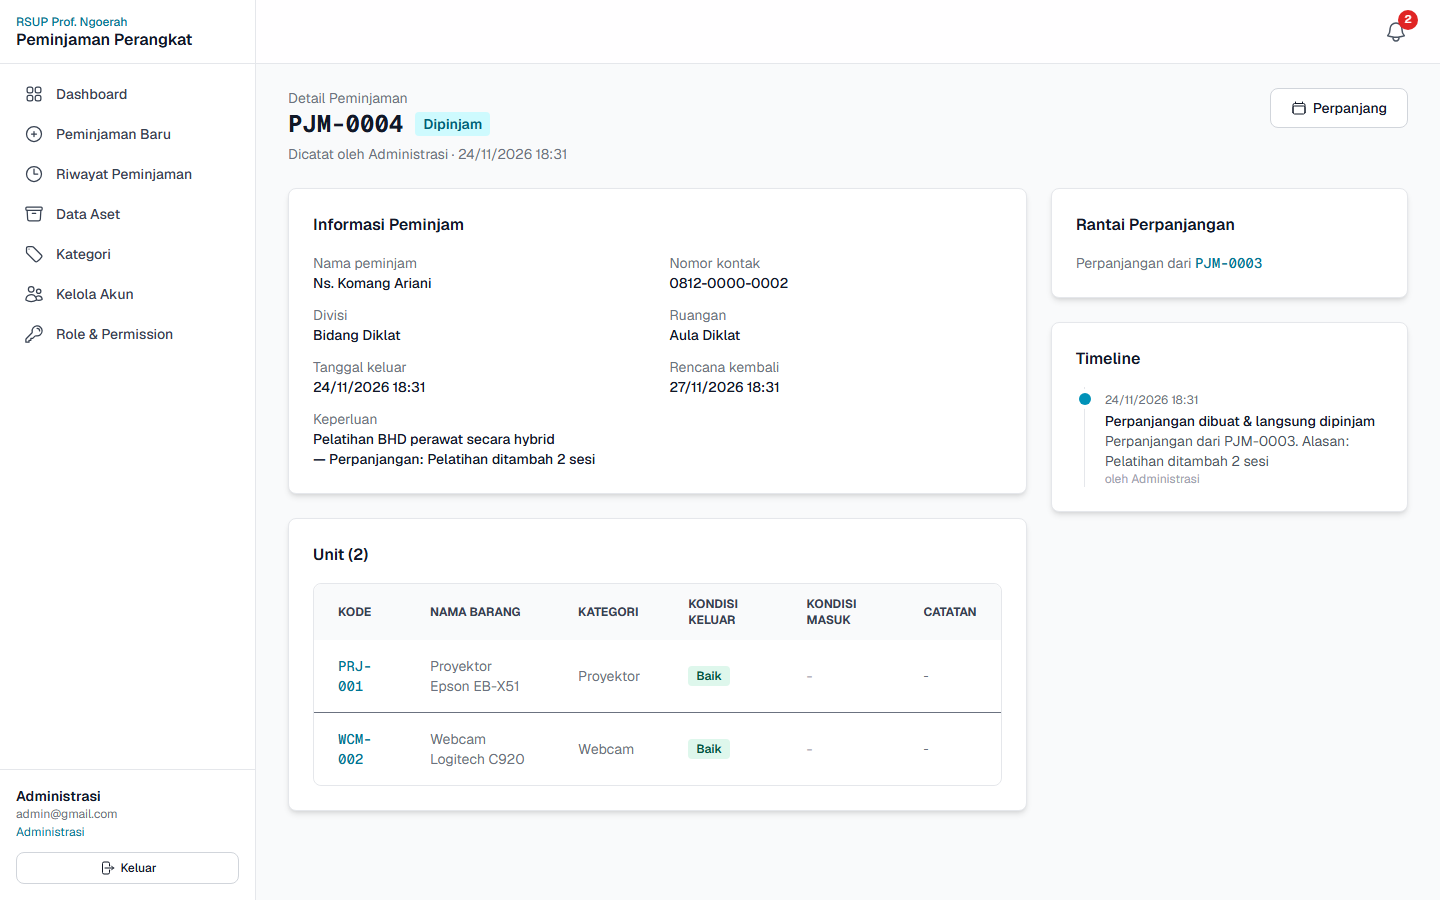 RSUP Prof. Ngoerah
Peminjaman Perangkat
2
Dashboard
Peminjaman Baru
Riwayat Peminjaman
Data Aset
Kategori
Kelola Akun
Role & Permission
Administrasi
admin@gmail.com
Administrasi
Keluar
Detail Peminjaman
PJM-0004 Dipinjam
Dicatat oleh Administrasi · 24/11/2026 18:31
Perpanjang
Informasi Peminjam
Nama peminjam
Ns. Komang Ariani
Nomor kontak
0812-0000-0002
Divisi
Bidang Diklat
Ruangan
Aula Diklat
Tanggal keluar
24/11/2026 18:31
Rencana kembali
27/11/2026 18:31
Keperluan
Pelatihan BHD perawat secara hybrid
— Perpanjangan: Pelatihan ditambah 2 sesi
Unit (2)
KODE NAMA BARANG KATEGORI KONDISI KELUAR KONDISI MASUK CATATAN
PRJ-001 Proyektor Epson EB-X51 Proyektor Baik - -
WCM-002 Webcam Logitech C920 Webcam Baik - -
Rantai Perpanjangan
Perpanjangan dari PJM-0003
Timeline
24/11/2026 18:31
Perpanjangan dibuat & langsung dipinjam
Perpanjangan dari PJM-0003. Alasan:
Pelatihan ditambah 2 sesi
oleh Administrasi